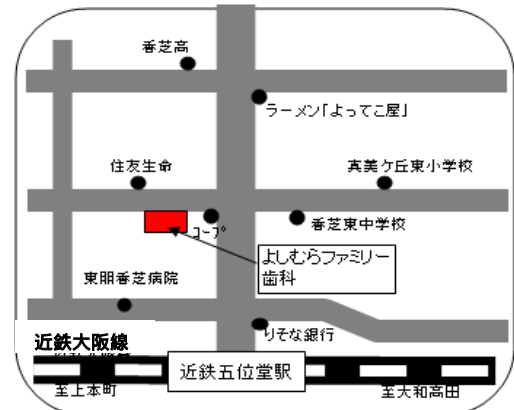 香芝高
ラーメン「よってこ屋」
住友生命
真美ケ丘東小学校
コープ
香芝東中学校
よしむらファミリー
歯科
東朋香芝病院
りそな銀行
近鉄大阪線
近鉄五位堂駅
至上本町
至大和高田